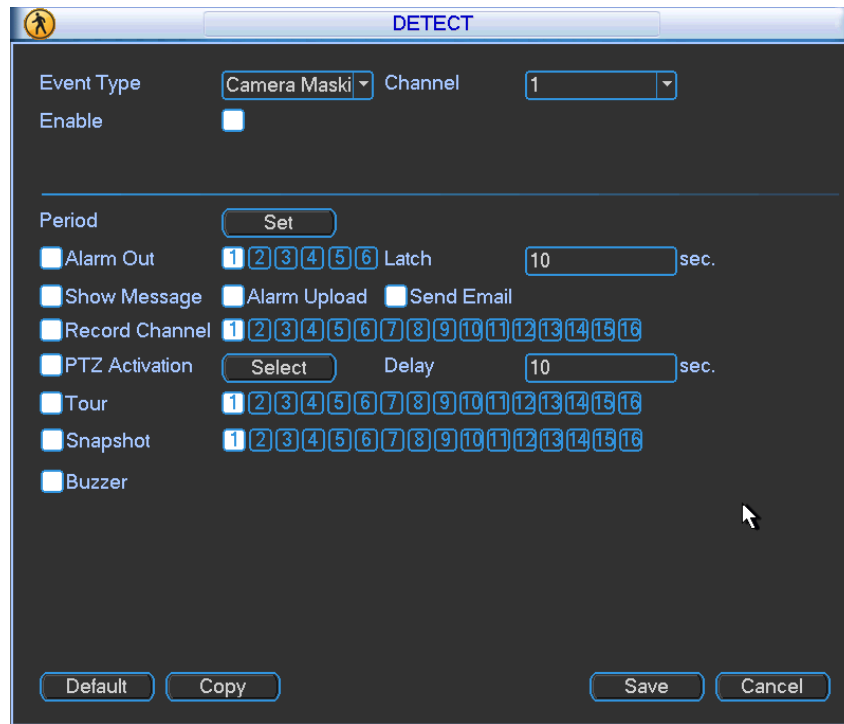 DETECT
Event Type Camera Maski Channel 1
Enable
Period Set
Alarm Out 1 2 3 4 5 6 Latch 10 sec.
Show Message Alarm Upload Send Email
Record Channel 1 2 3 4 5 6 7 8 9 10 11 12 13 14 15 16
PTZ Activation Select Delay 10 sec.
Tour 1 2 3 4 5 6 7 8 9 10 11 12 13 14 15 16
Snapshot 1 2 3 4 5 6 7 8 9 10 11 12 13 14 15 16
Buzzer
Default Copy Save Cancel